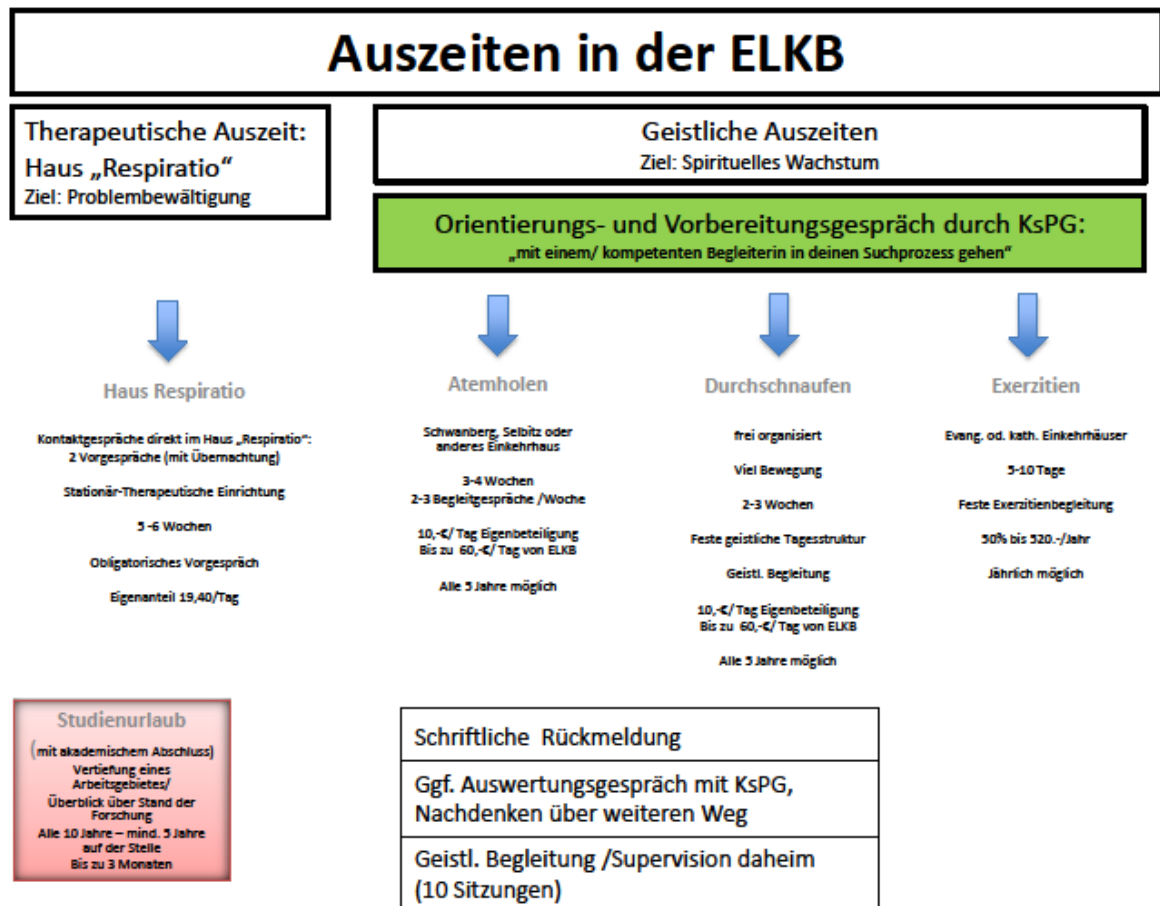 Auszeiten in der ELKB
Therapeutische Auszeit:
Haus „Respiratio“
Ziel: Problembewältigung
Geistliche Auszeiten
Ziel: Spirituelles Wachstum
Orientierungs- und Vorbereitungsgespräch durch KsPG:
„mit einem/ kompetenten Begleiterin in deinen Suchprozess gehen“
Haus Respiratio
Kontaktgespräche direkt im Haus „Respiratio“:
2 Vorgespräche (mit Übernachtung)
Stationär-Therapeutische Einrichtung
5 -6 Wochen
Obligatorisches Vorgespräch
Eigenanteil 19,40/Tag
Atemholen
Schwanberg, Selbitz oder
anderes Einkehrhaus
3-4 Wochen
2-3 Begleitgespräche /Woche
10,-€/ Tag Eigenbeteiligung
Bis zu 60,-€/ Tag von ELKB
Alle 5 Jahre möglich
Durchschnaufen
frei organisiert
Viel Bewegung
2-3 Wochen
Feste geistliche Tagesstruktur
Geistl. Begleitung
10,-€/ Tag Eigenbeteiligung
Bis zu 60,-€/ Tag von ELKB
Alle 5 Jahre möglich
Exerzitien
Evang. od. kath. Einkehrhäuser
5-10 Tage
Feste Exerzitienbegleitung
50% bis 520.-/Jahr
Jährlich möglich
Studienurlaub
(mit akademischem Abschluss)
Vertiefung eines
Arbeitsgebietes/
Überblick über Stand der
Forschung
Alle 10 Jahre – mind. 5 Jahre
auf der Stelle
Bis zu 3 Monaten
Schriftliche Rückmeldung
Ggf. Auswertungsgespräch mit KsPG,
Nachdenken über weiteren Weg
Geistl. Begleitung /Supervision daheim
(10 Sitzungen)